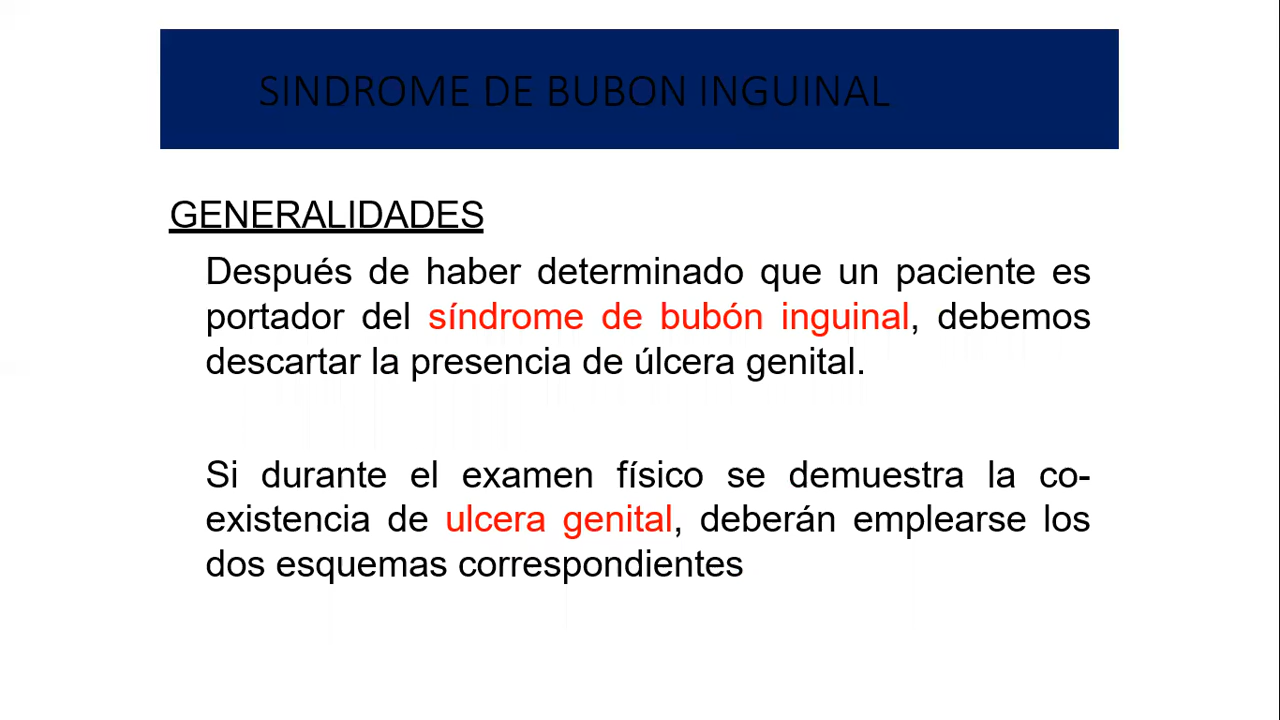 SINDROME DE BUBON INGUINAL
GENERALIDADES
Después de haber determinado que un paciente es
portador del síndrome de bubón inguinal, debemos
descartar la presencia de úlcera genital.
Si durante el examen físico se demuestra la co-
existencia de ulcera genital, deberán emplearse los
dos esquemas correspondientes